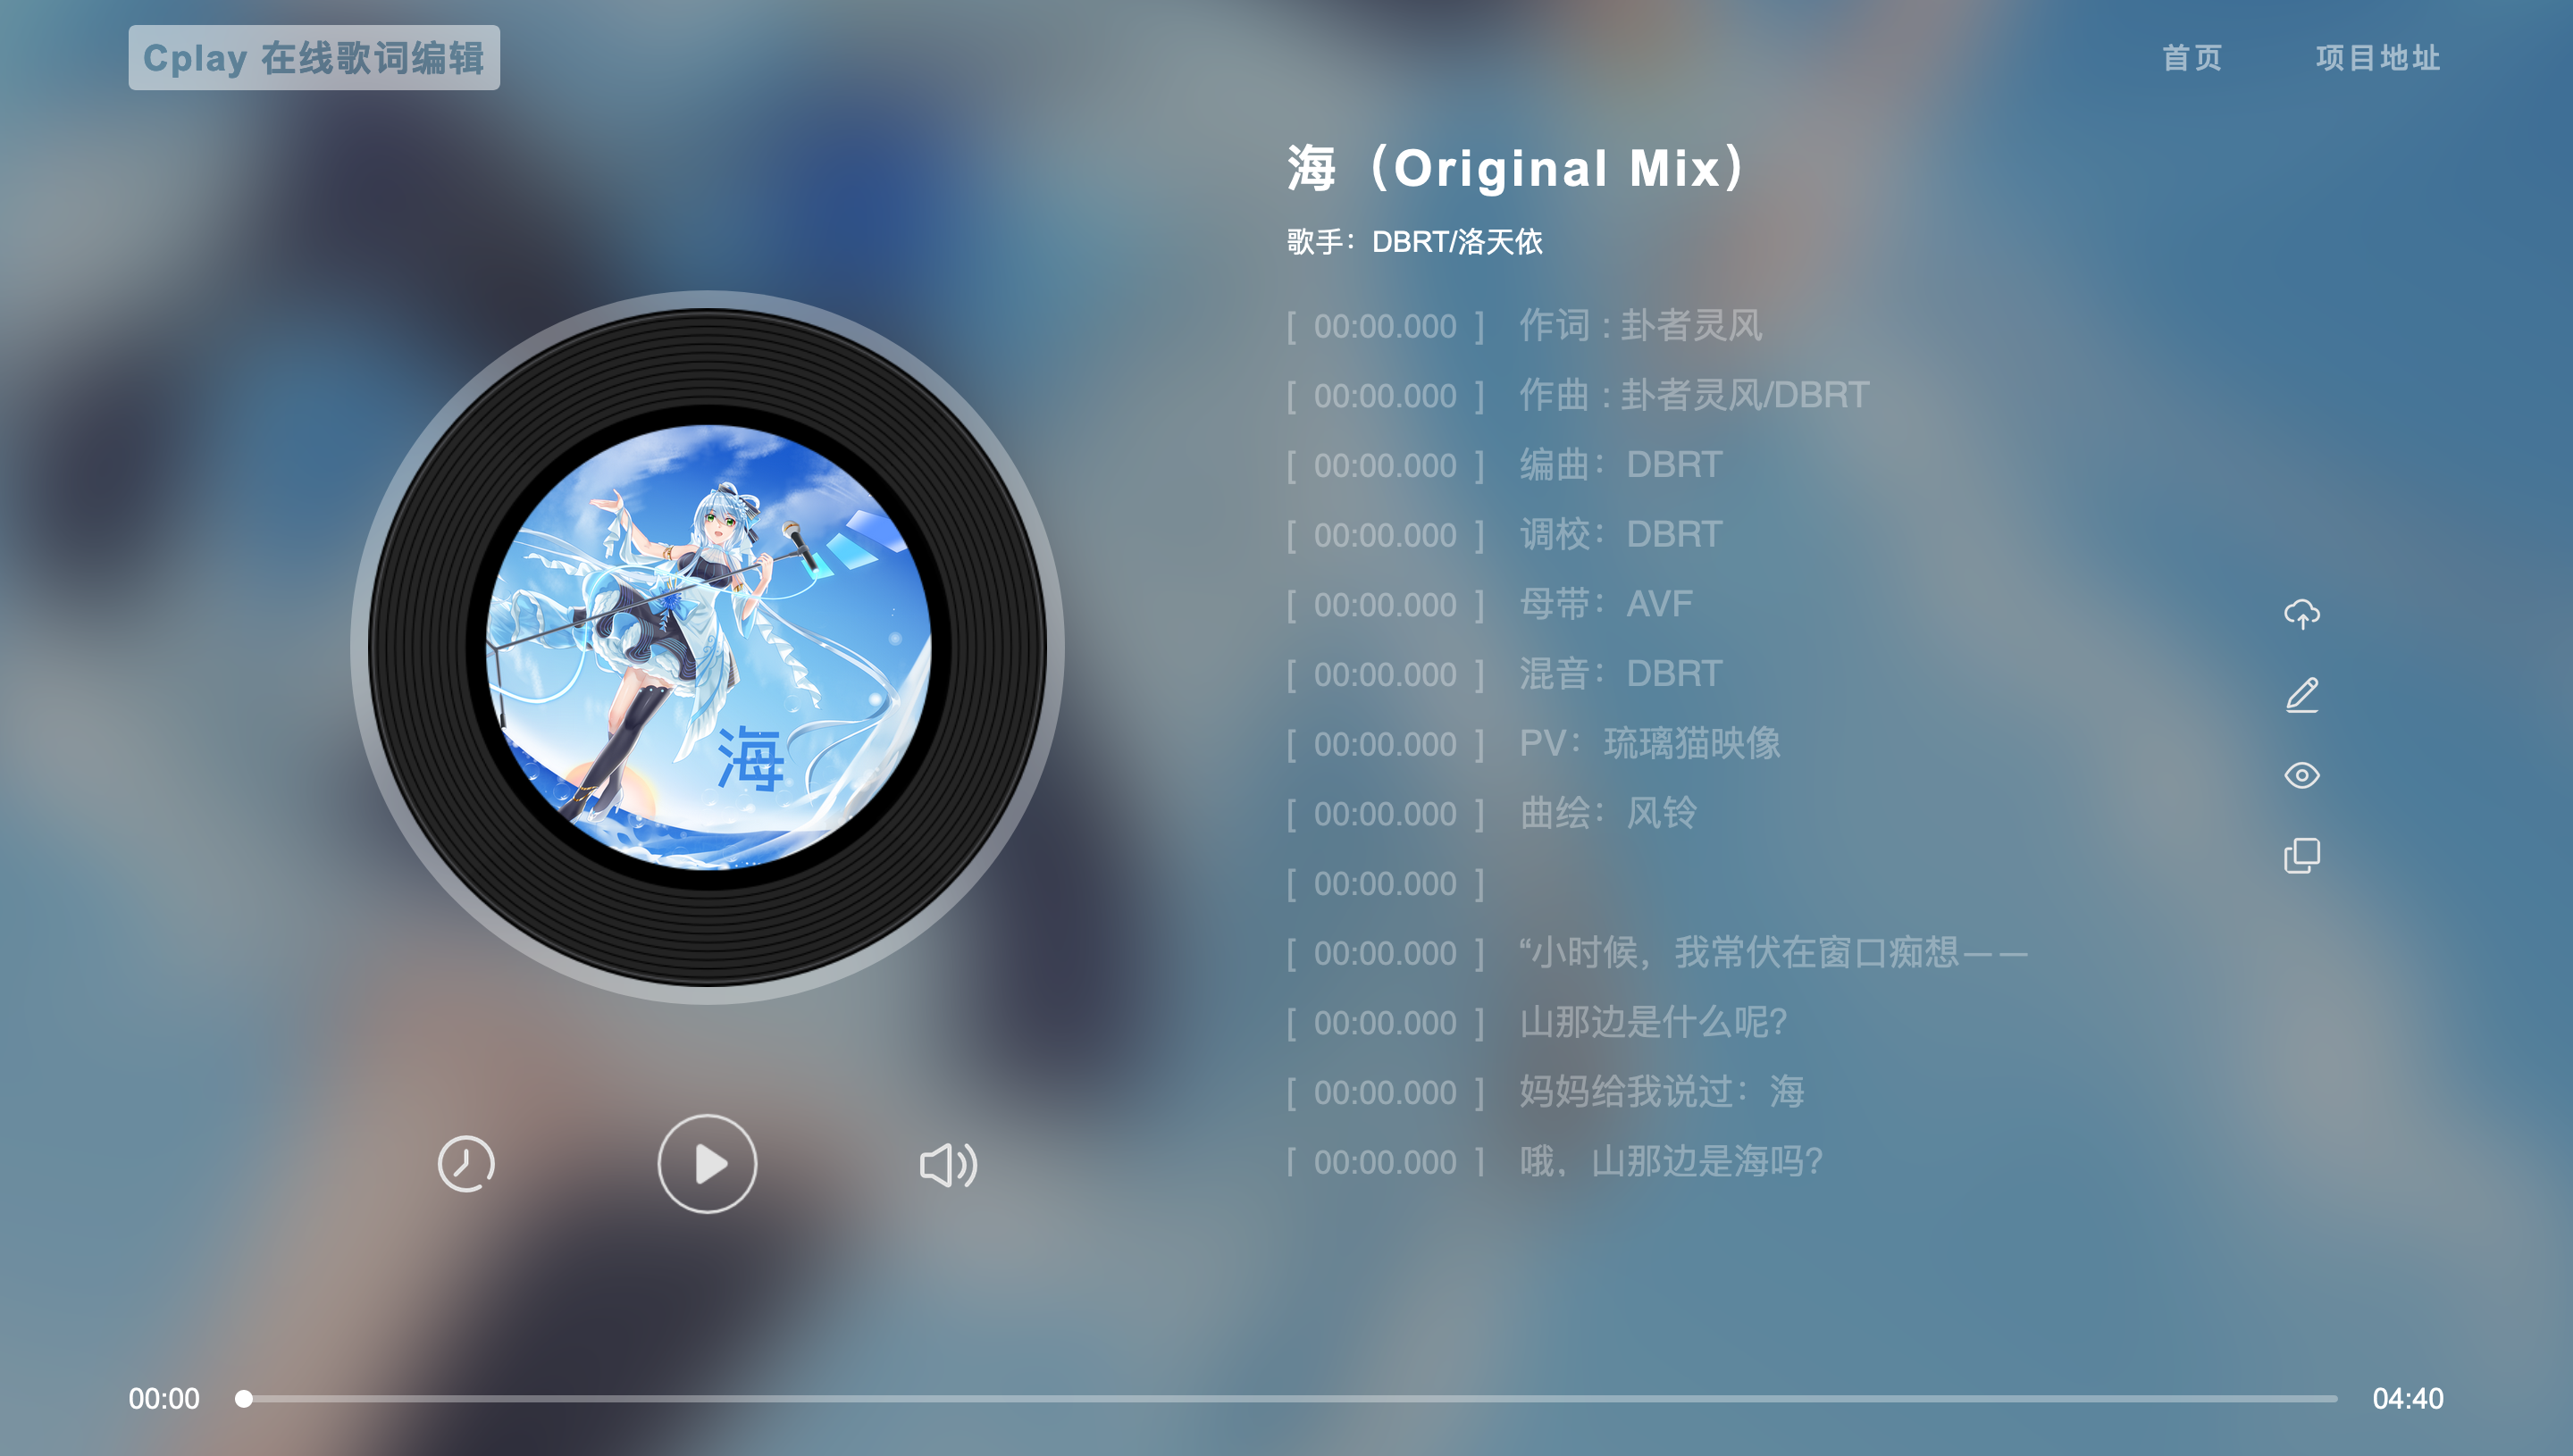 Cplay 在线歌词编辑
首页 项目地址
海（Original Mix）
歌手：DBRT/洛天依
[ 00:00.000 ] 作词 : 卦者灵风
[ 00:00.000 ] 作曲 : 卦者灵风/DBRT
[ 00:00.000 ] 编曲：DBRT
[ 00:00.000 ] 调校：DBRT
[ 00:00.000 ] 母带：AVF
[ 00:00.000 ] 混音：DBRT
[ 00:00.000 ] PV：琉璃猫映像
[ 00:00.000 ] 曲绘：风铃
[ 00:00.000 ]
[ 00:00.000 ] “小时候，我常伏在窗口痴想——
[ 00:00.000 ] 山那边是什么呢？
[ 00:00.000 ] 妈妈给我说过：海
[ 00:00.000 ] 哦，山那边是海吗？
海
00:00 04:40